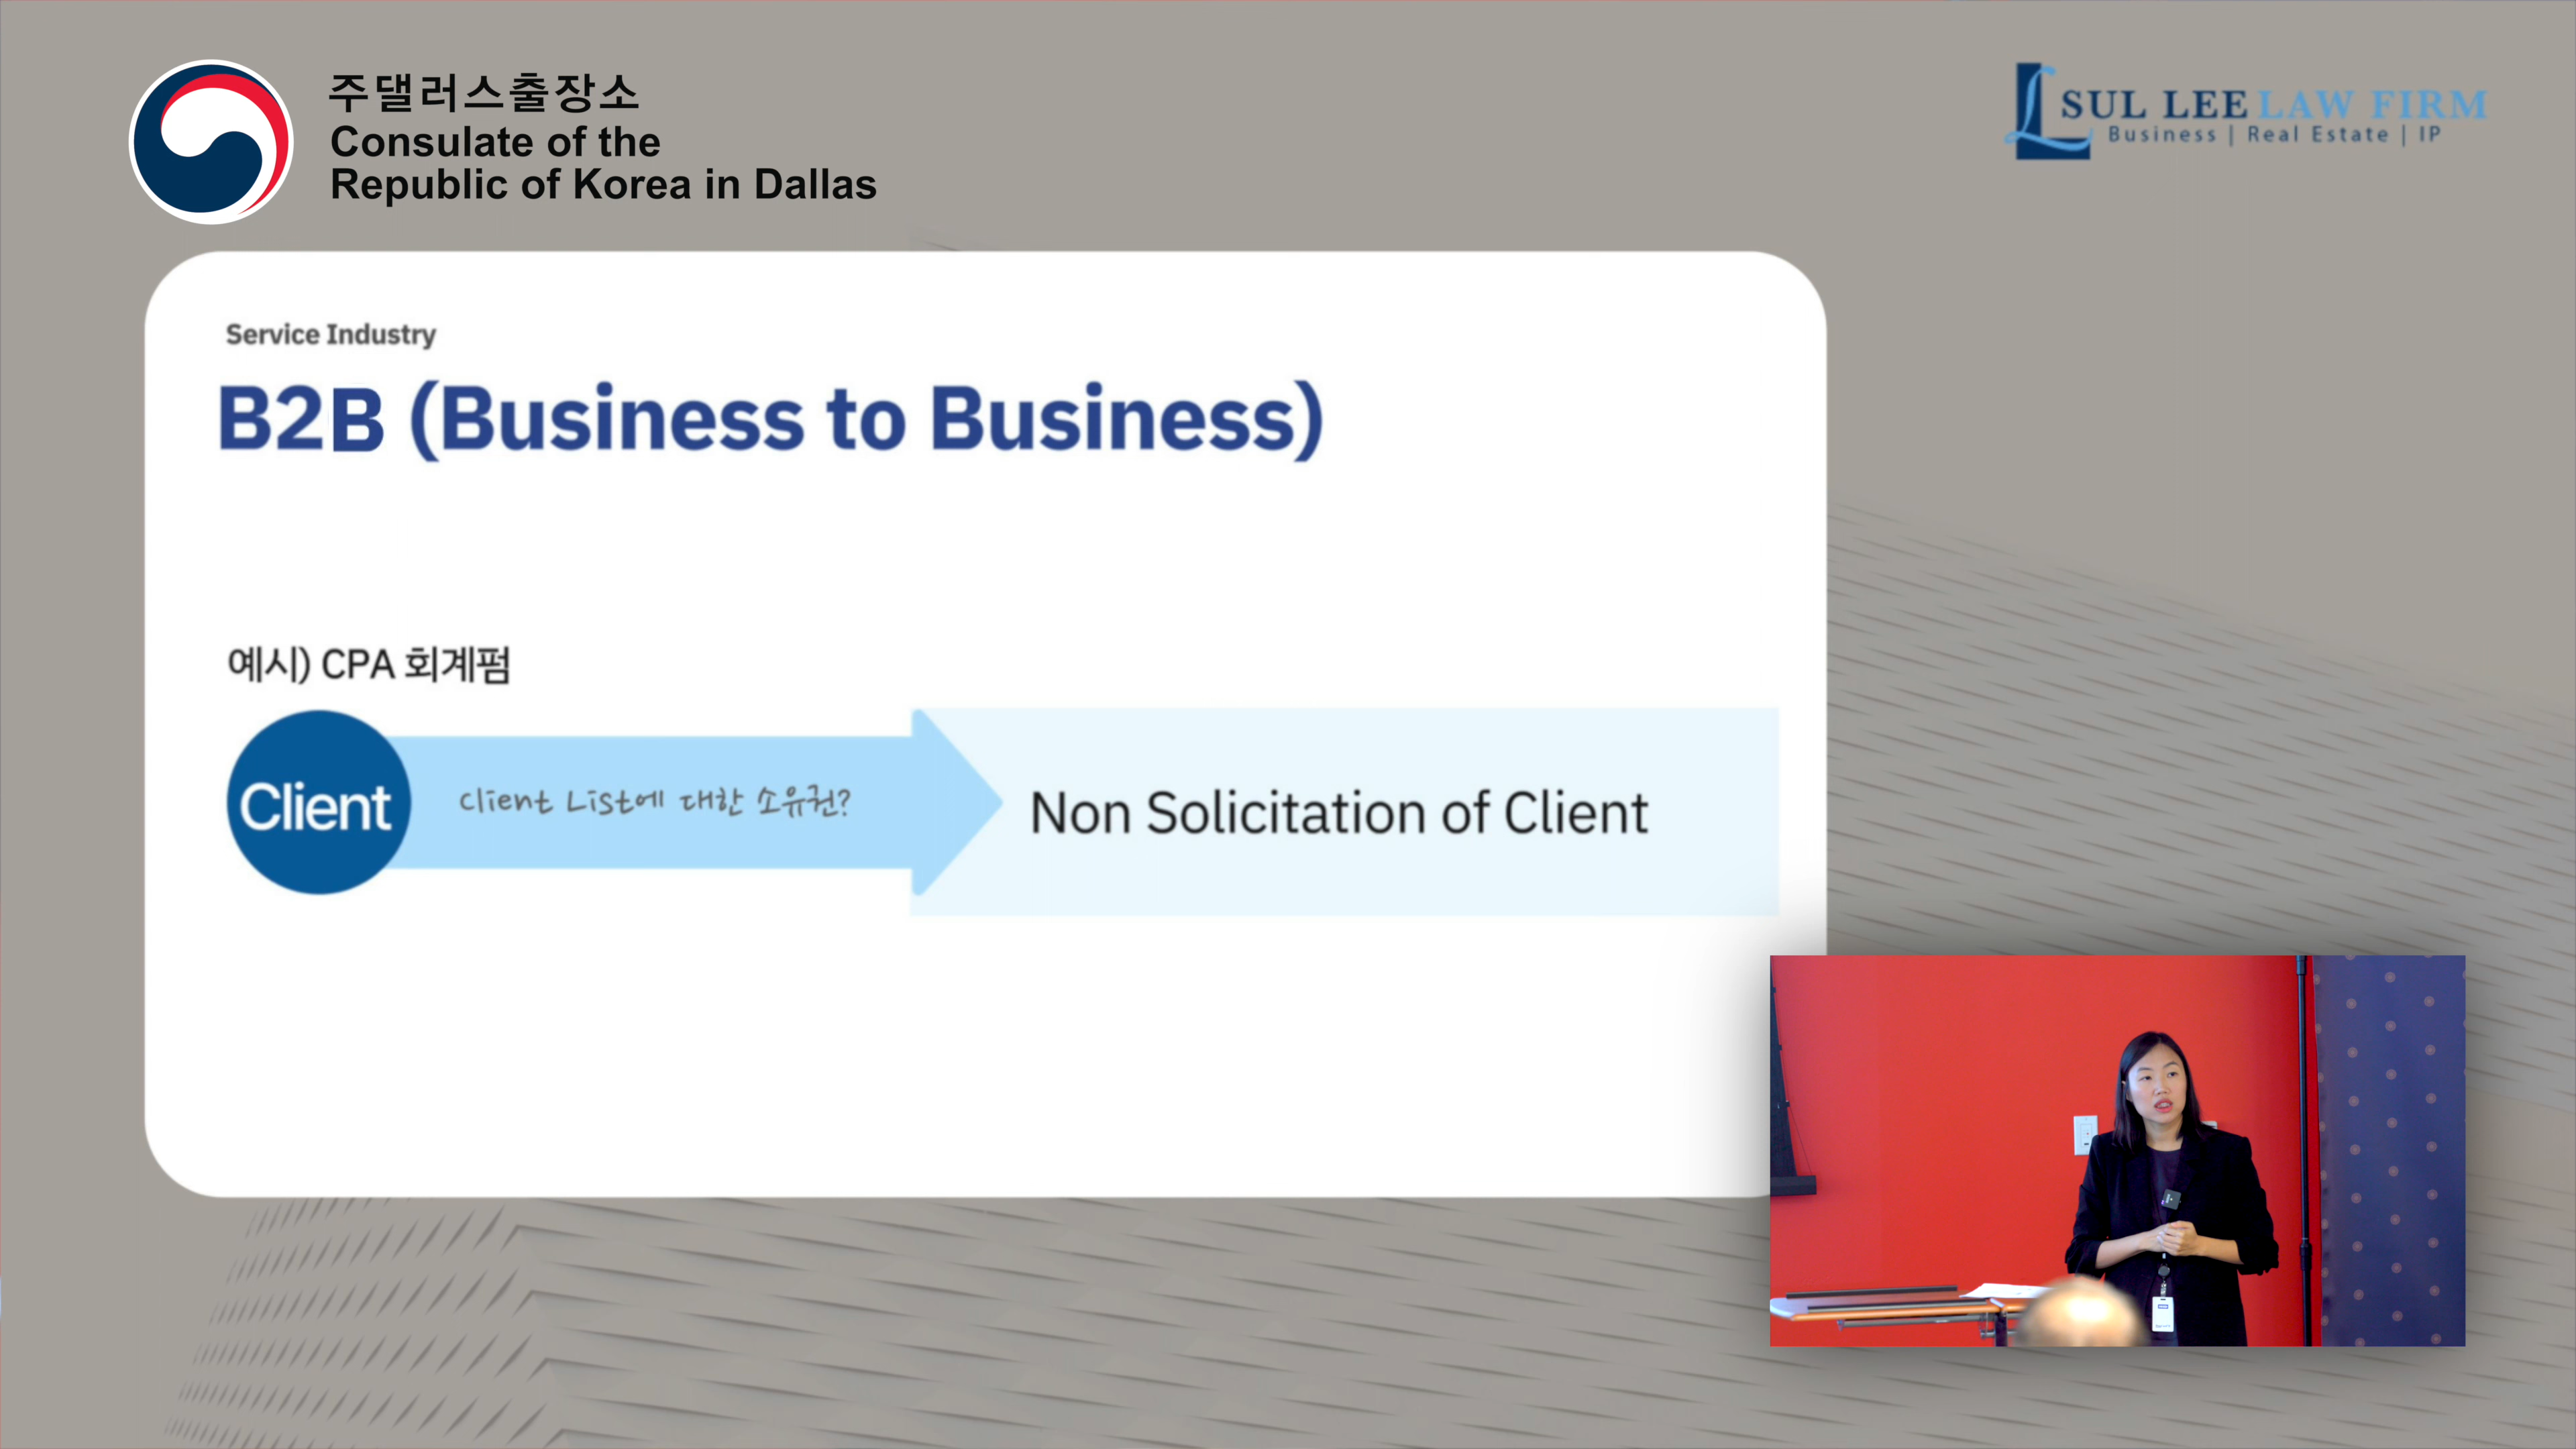 주댈러스출장소
Consulate of the
Republic of Korea in Dallas
SUL LEE LAW FIRM
Business | Real Estate | IP
Service Industry
B2B (Business to Business)
예시) CPA 회계펌
Client
Client List에 대한 소유권?
Non Solicitation of Client